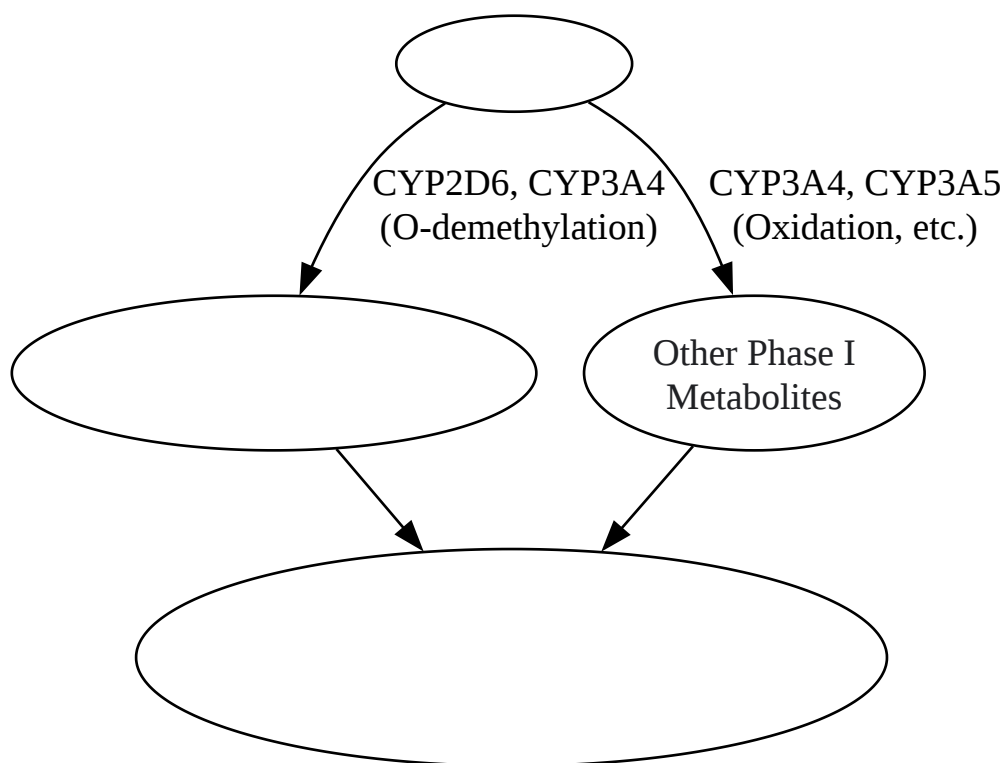 CYP2D6, CYP3A4
(O-demethylation)
CYP3A4, CYP3A5
(Oxidation, etc.)
Other Phase I
Metabolites